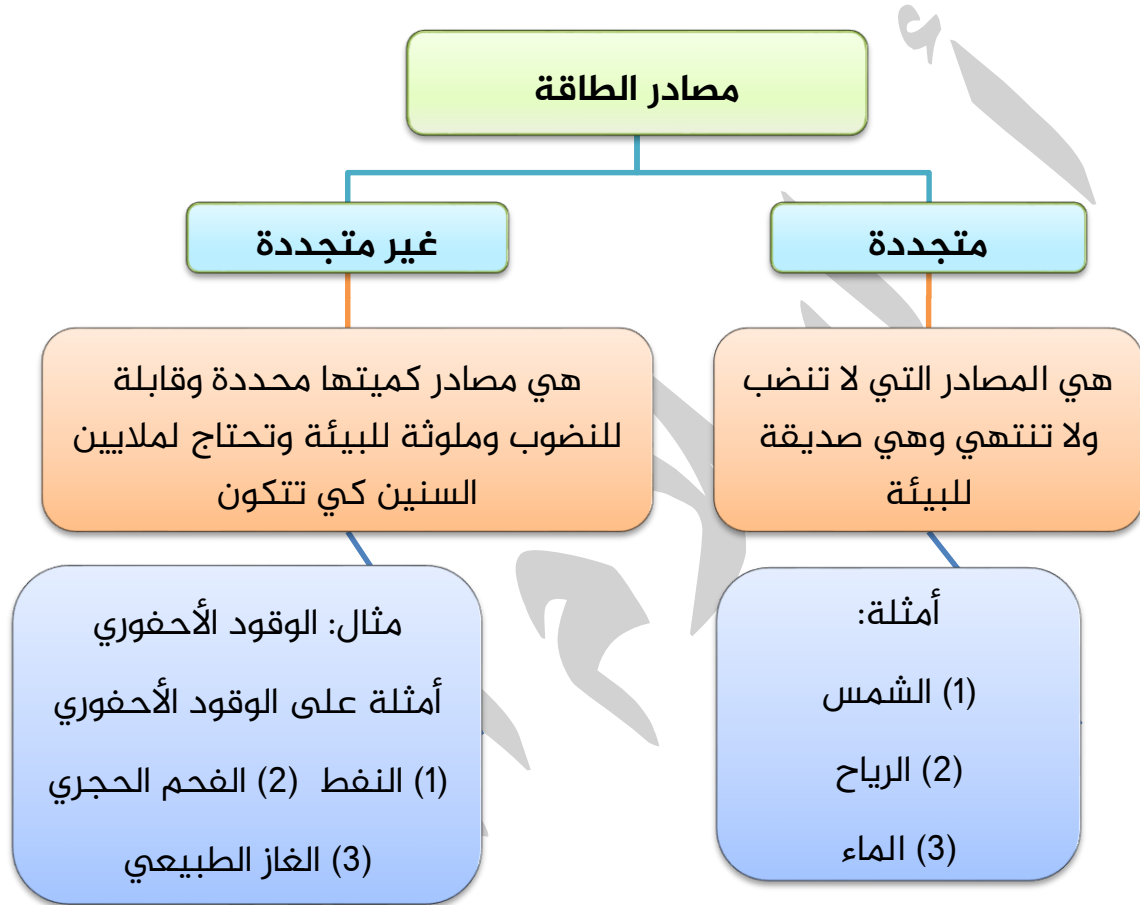 مصادر الطاقة
متجددة
غير متجددة
هي المصادر التي لا تنضب
ولا تنتهي وهي صديقة
للبيئة
هي مصادر كميتها محددة وقابلة
للنضوب وملوثة للبيئة وتحتاج لملايين
السنين كي تتكون
أمثلة:
(1) الشمس
(2) الرياح
(3) الماء
مثال: الوقود الأحفوري
أمثلة على الوقود الأحفوري
(1) النفط (2) الفحم الحجري
(3) الغاز الطبيعي